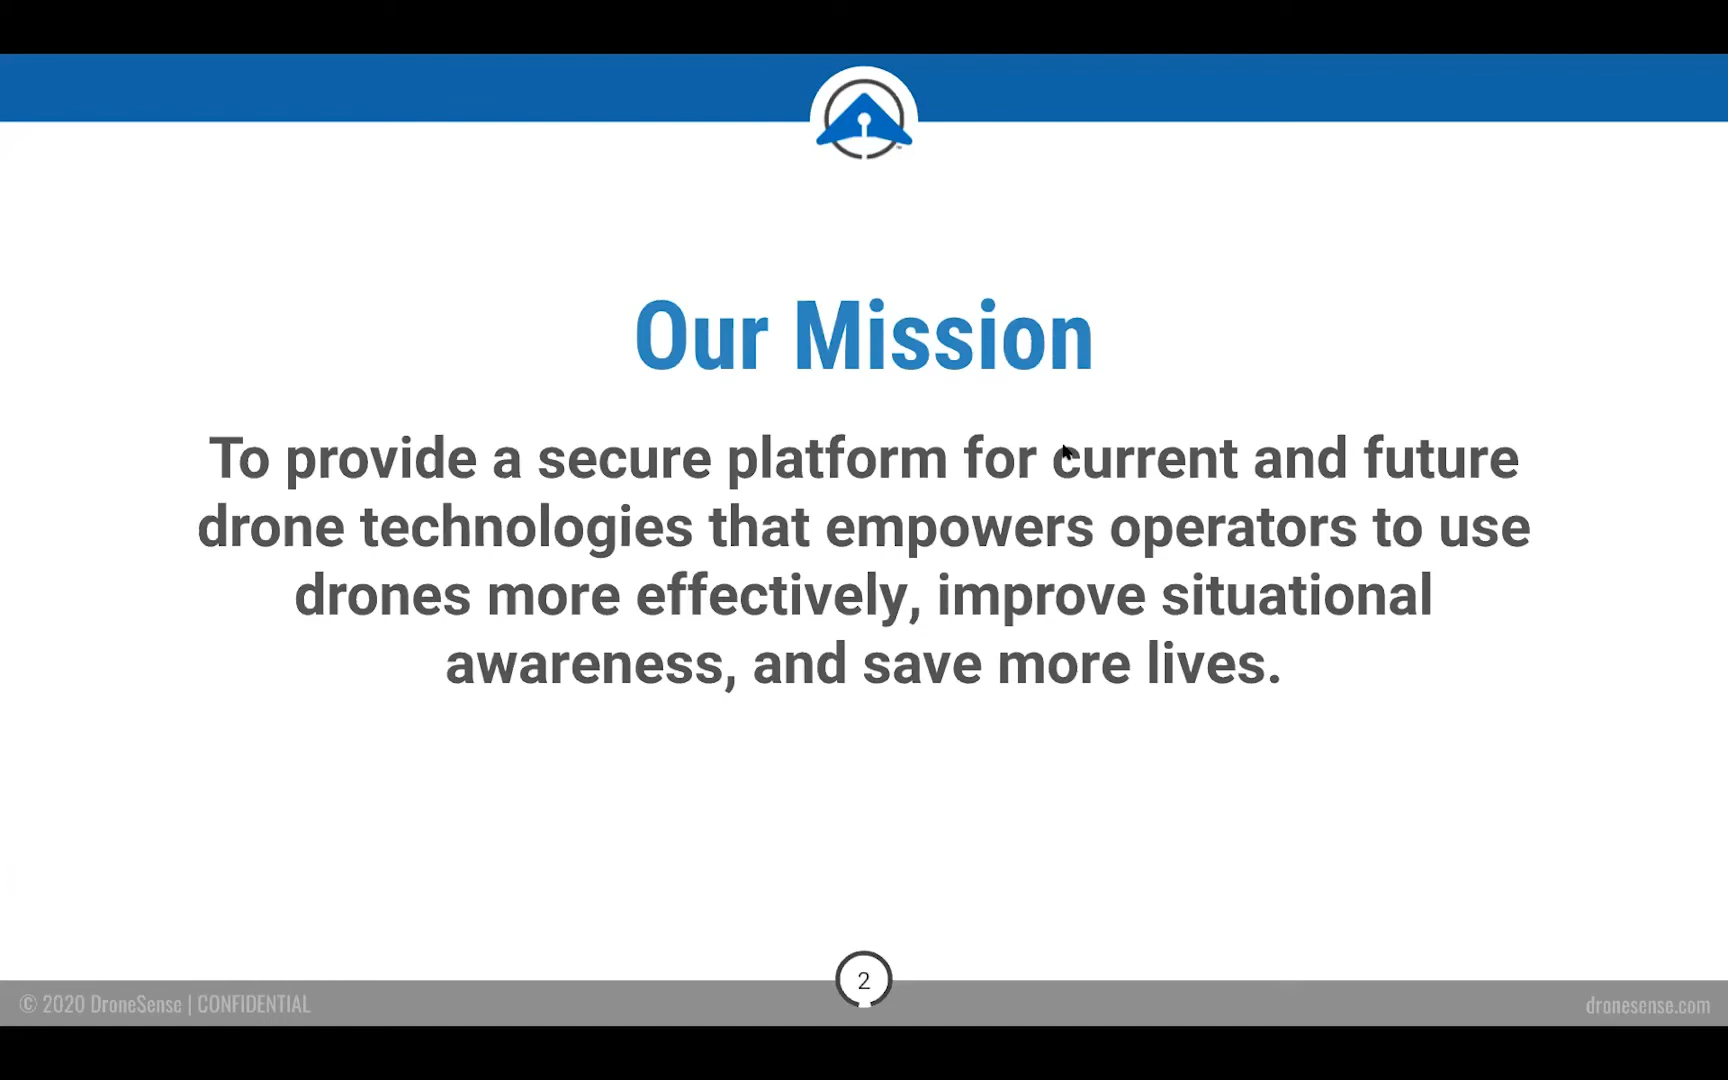 Our Mission
To provide a secure platform for current and future
drone technologies that empowers operators to use
drones more effectively, improve situational
awareness, and save more lives.
2
© 2020 DroneSense | CONFIDENTIAL
dronesense.com